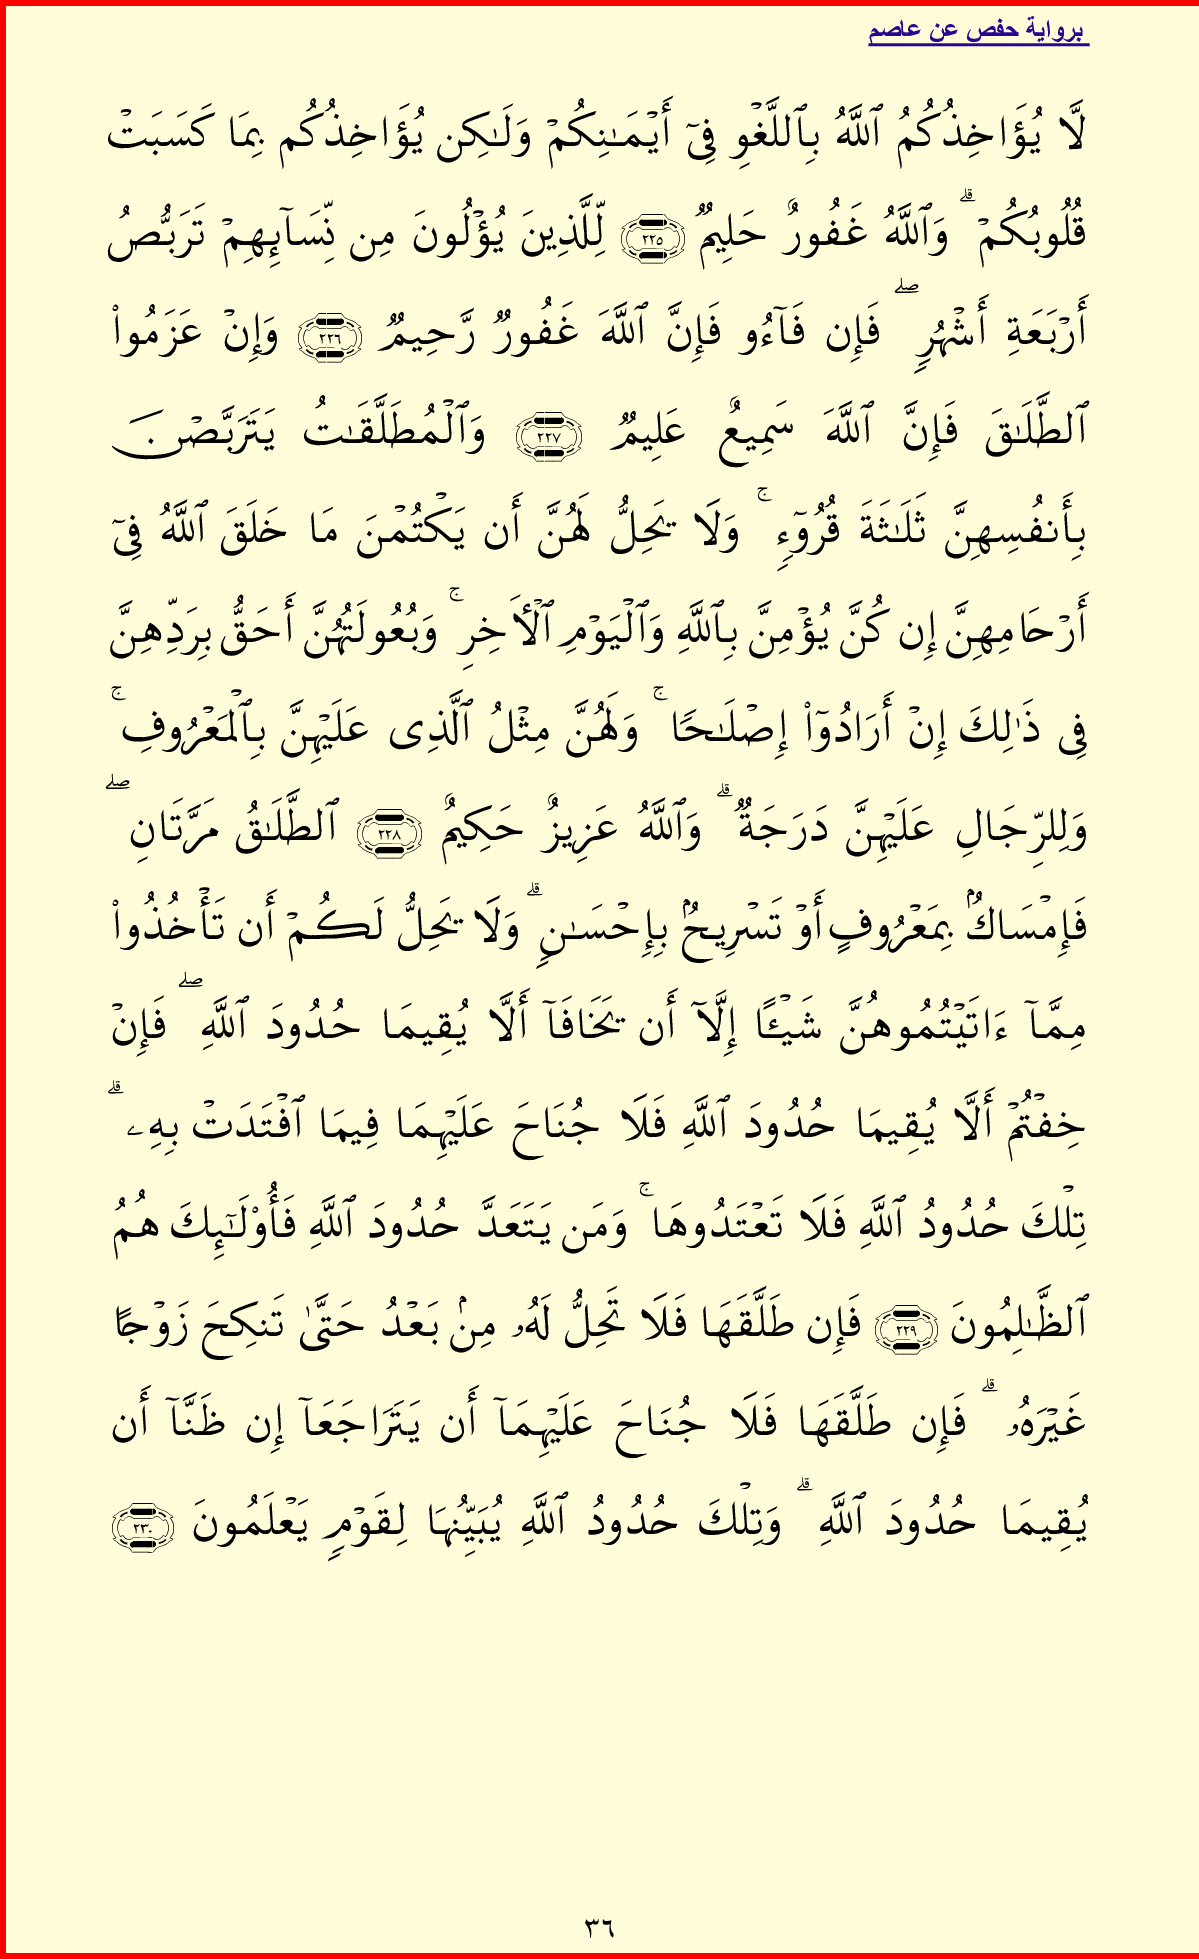 برواية حفص عن عاصم
لَّا يُؤَاخِذُكُمُ ٱللَّهُ بِٱللَّغْوِ فِىٓ أَيْمَـٰنِكُمْ وَلَـٰكِن يُؤَاخِذُكُم بِمَا كَسَبَتْ
قُلُوبُكُمْ ۗ وَٱللَّهُ غَفُورٌ حَلِيمٌ ٢٢٥ لِّلَّذِينَ يُؤْلُونَ مِن نِّسَآئِهِمْ تَرَبُّصُ
أَرْبَعَةِ أَشْهُرٍ ۖ فَإِن فَآءُو فَإِنَّ ٱللَّهَ غَفُورٌ رَّحِيمٌ ٢٢٦ وَإِنْ عَزَمُوا۟
ٱلطَّلَـٰقَ فَإِنَّ ٱللَّهَ سَمِيعٌ عَلِيمٌ ٢٢٧ وَٱلْمُطَلَّقَـٰتُ يَتَرَبَّصْنَ
بِأَنفُسِهِنَّ ثَلَـٰثَةَ قُرُوٓءٍ ۚ وَلَا يَحِلُّ لَهُنَّ أَن يَكْتُمْنَ مَا خَلَقَ ٱللَّهُ فِىٓ
أَرْحَامِهِنَّ إِن كُنَّ يُؤْمِنَّ بِٱللَّهِ وَٱلْيَوْمِ ٱلْـَٔاخِرِ ۚ وَبُعُولَتُهُنَّ أَحَقُّ بِرَدِّهِنَّ
فِى ذَٰلِكَ إِنْ أَرَادُوٓا۟ إِصْلَـٰحًا ۚ وَلَهُنَّ مِثْلُ ٱلَّذِى عَلَيْهِنَّ بِٱلْمَعْرُوفِ ۚ
وَلِلرِّجَالِ عَلَيْهِنَّ دَرَجَةٌ ۗ وَٱللَّهُ عَزِيزٌ حَكِيمٌ ٢٢٨ ٱلطَّلَـٰقُ مَرَّتَانِ ۖ
فَإِمْسَاكٌۢ بِمَعْرُوفٍ أَوْ تَسْرِيحٌۢ بِإِحْسَـٰنٍ ۗ وَلَا يَحِلُّ لَكُمْ أَن تَأْخُذُوا۟
مِمَّآ ءَاتَيْتُمُوهُنَّ شَيْـًٔا إِلَّآ أَن يَخَافَآ أَلَّا يُقِيمَا حُدُودَ ٱللَّهِ ۖ فَإِنْ
خِفْتُمْ أَلَّا يُقِيمَا حُدُودَ ٱللَّهِ فَلَا جُنَاحَ عَلَيْهِمَا فِيمَا ٱفْتَدَتْ بِهِۦ ۗ
تِلْكَ حُدُودُ ٱللَّهِ فَلَا تَعْتَدُوهَا ۚ وَمَن يَتَعَدَّ حُدُودَ ٱللَّهِ فَأُو۟لَـٰٓئِكَ هُمُ
ٱلظَّـٰلِمُونَ ٢٢٩ فَإِن طَلَّقَهَا فَلَا تَحِلُّ لَهُۥ مِنۢ بَعْدُ حَتَّىٰ تَنكِحَ زَوْجًا
غَيْرَهُۥ ۗ فَإِن طَلَّقَهَا فَلَا جُنَاحَ عَلَيْهِمَآ أَن يَتَرَاجَعَآ إِن ظَنَّآ أَن
يُقِيمَا حُدُودَ ٱللَّهِ ۗ وَتِلْكَ حُدُودُ ٱللَّهِ يُبَيِّنُهَا لِقَوْمٍ يَعْلَمُونَ ٢٣٠
٣٦